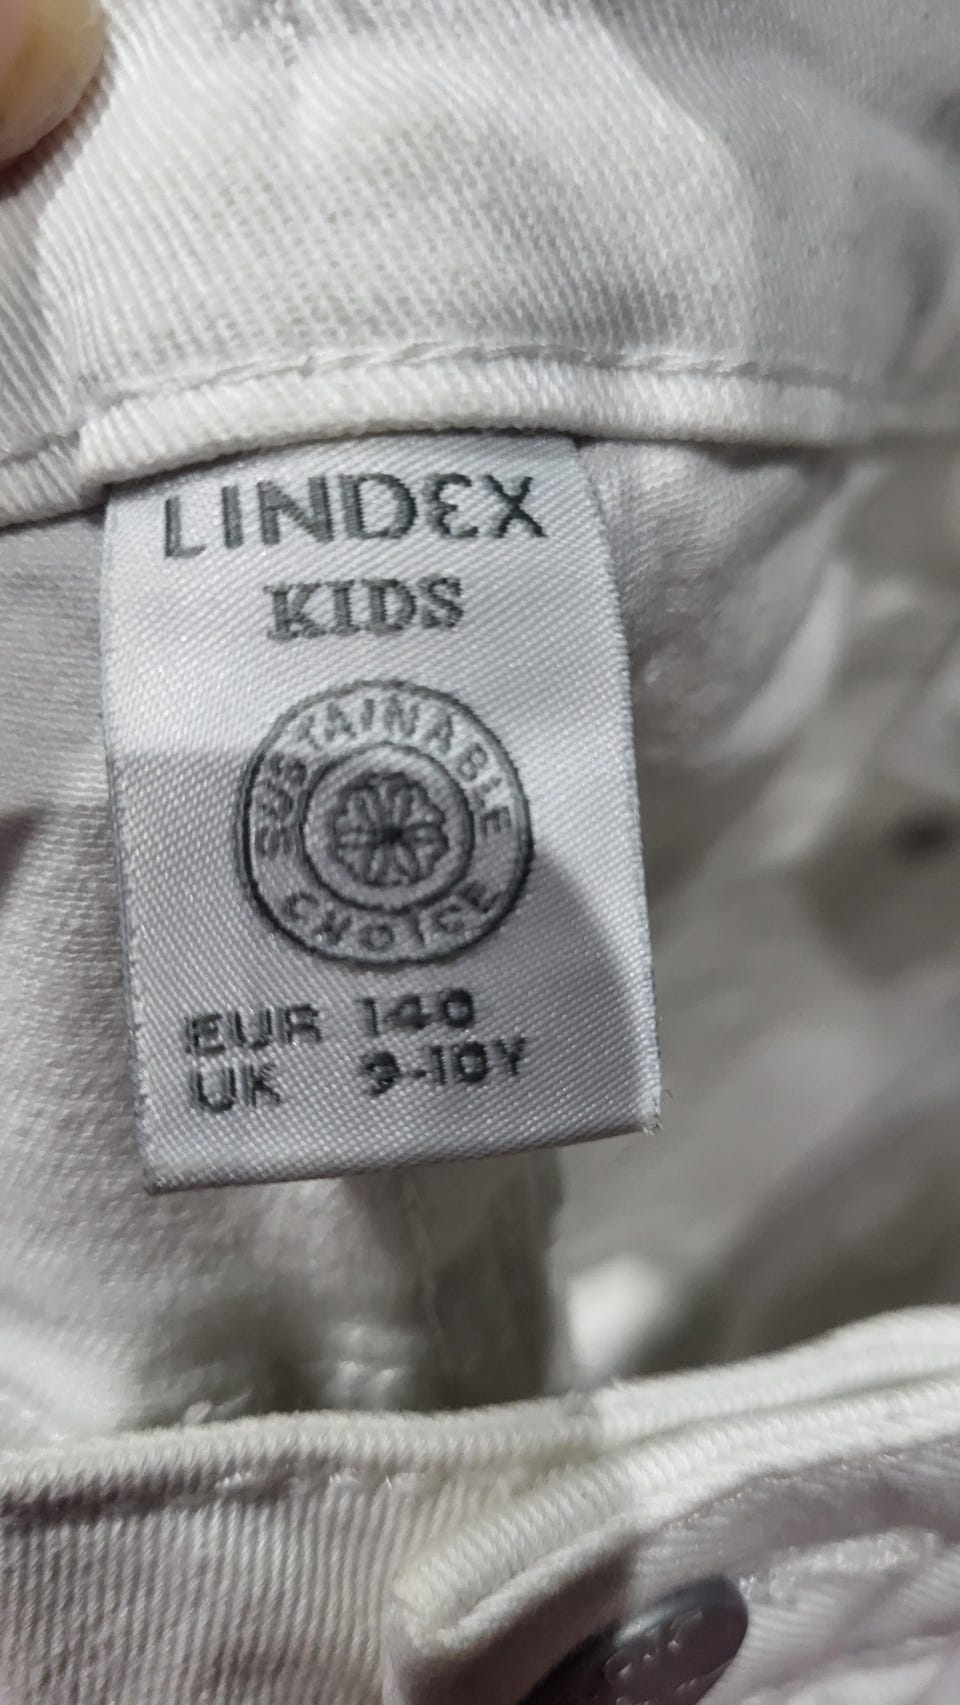 LINDEX
KIDS
SUSTAINABLE
CHOICE
EUR 140
UK 9-10Y